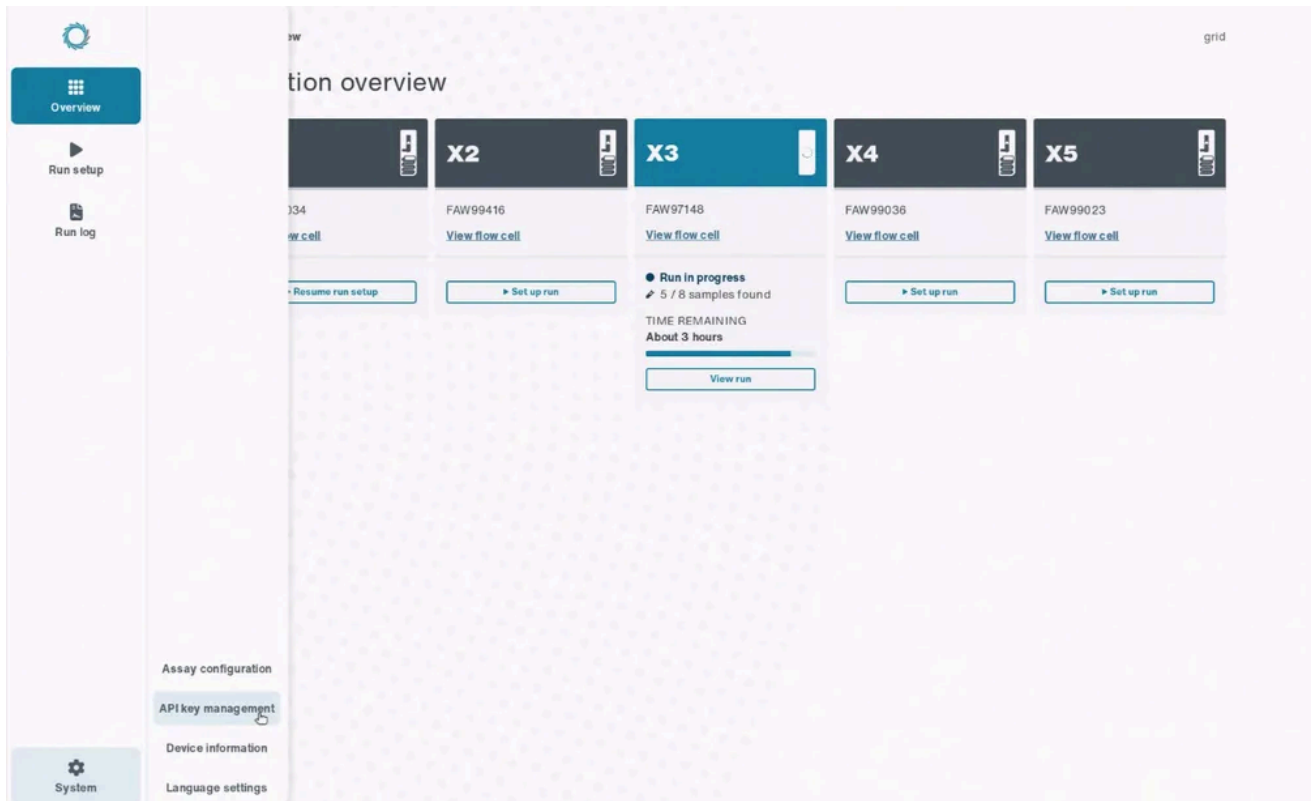 ew
grid
tion overview
Overview
Run setup
Run log
034
w cell
Resume run setup
X2
FAW99416
View flow cell
Set up run
X3
FAW97148
View flow cell
Run in progress
5 / 8 samples found
TIME REMAINING
About 3 hours
View run
X4
FAW99036
View flow cell
Set up run
X5
FAW99023
View flow cell
Set up run
Assay configuration
API key management
Device information
Language settings
System